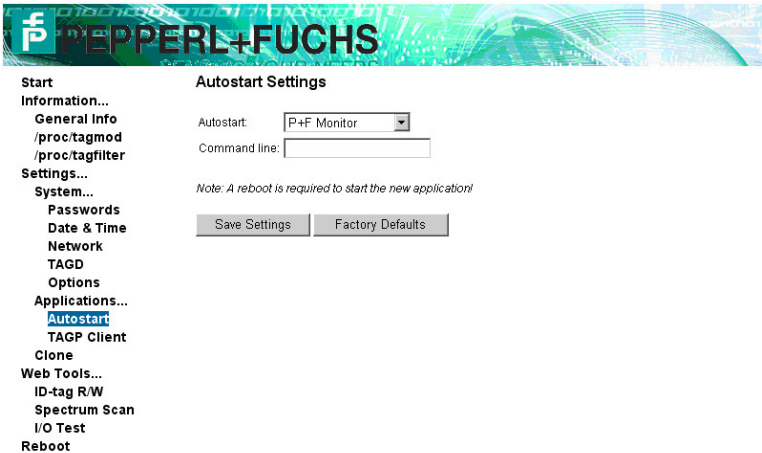 PEPPERL+FUCHS
Start
Information...
General Info
/proc/tagmod
/proc/tagfilter
Settings...
System...
Passwords
Date & Time
Network
TAGD
Options
Applications...
Autostart
TAGP Client
Clone
Web Tools...
ID-tag R/W
Spectrum Scan
I/O Test
Reboot
Autostart Settings
Autostart: P+F Monitor
Command line:
Note: A reboot is required to start the new application!
Save Settings Factory Defaults